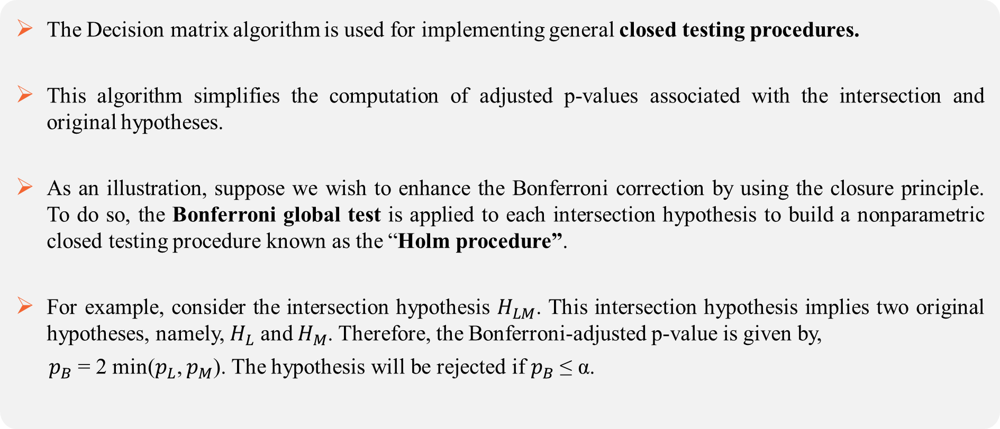 The Decision matrix algorithm is used for implementing general closed testing procedures.
This algorithm simplifies the computation of adjusted p-values associated with the intersection and
original hypotheses.
As an illustration, suppose we wish to enhance the Bonferroni correction by using the closure principle.
To do so, the Bonferroni global test is applied to each intersection hypothesis to build a nonparametric
closed testing procedure known as the “Holm procedure”.
For example, consider the intersection hypothesis 𝐻_{𝐿𝑀}. This intersection hypothesis implies two original
hypotheses, namely, 𝐻_𝐿 and 𝐻_𝑀. Therefore, the Bonferroni-adjusted p-value is given by,
𝑝_𝐵 = 2 min(𝑝_𝐿, 𝑝_𝑀). The hypothesis will be rejected if 𝑝_𝐵 ≤ α.